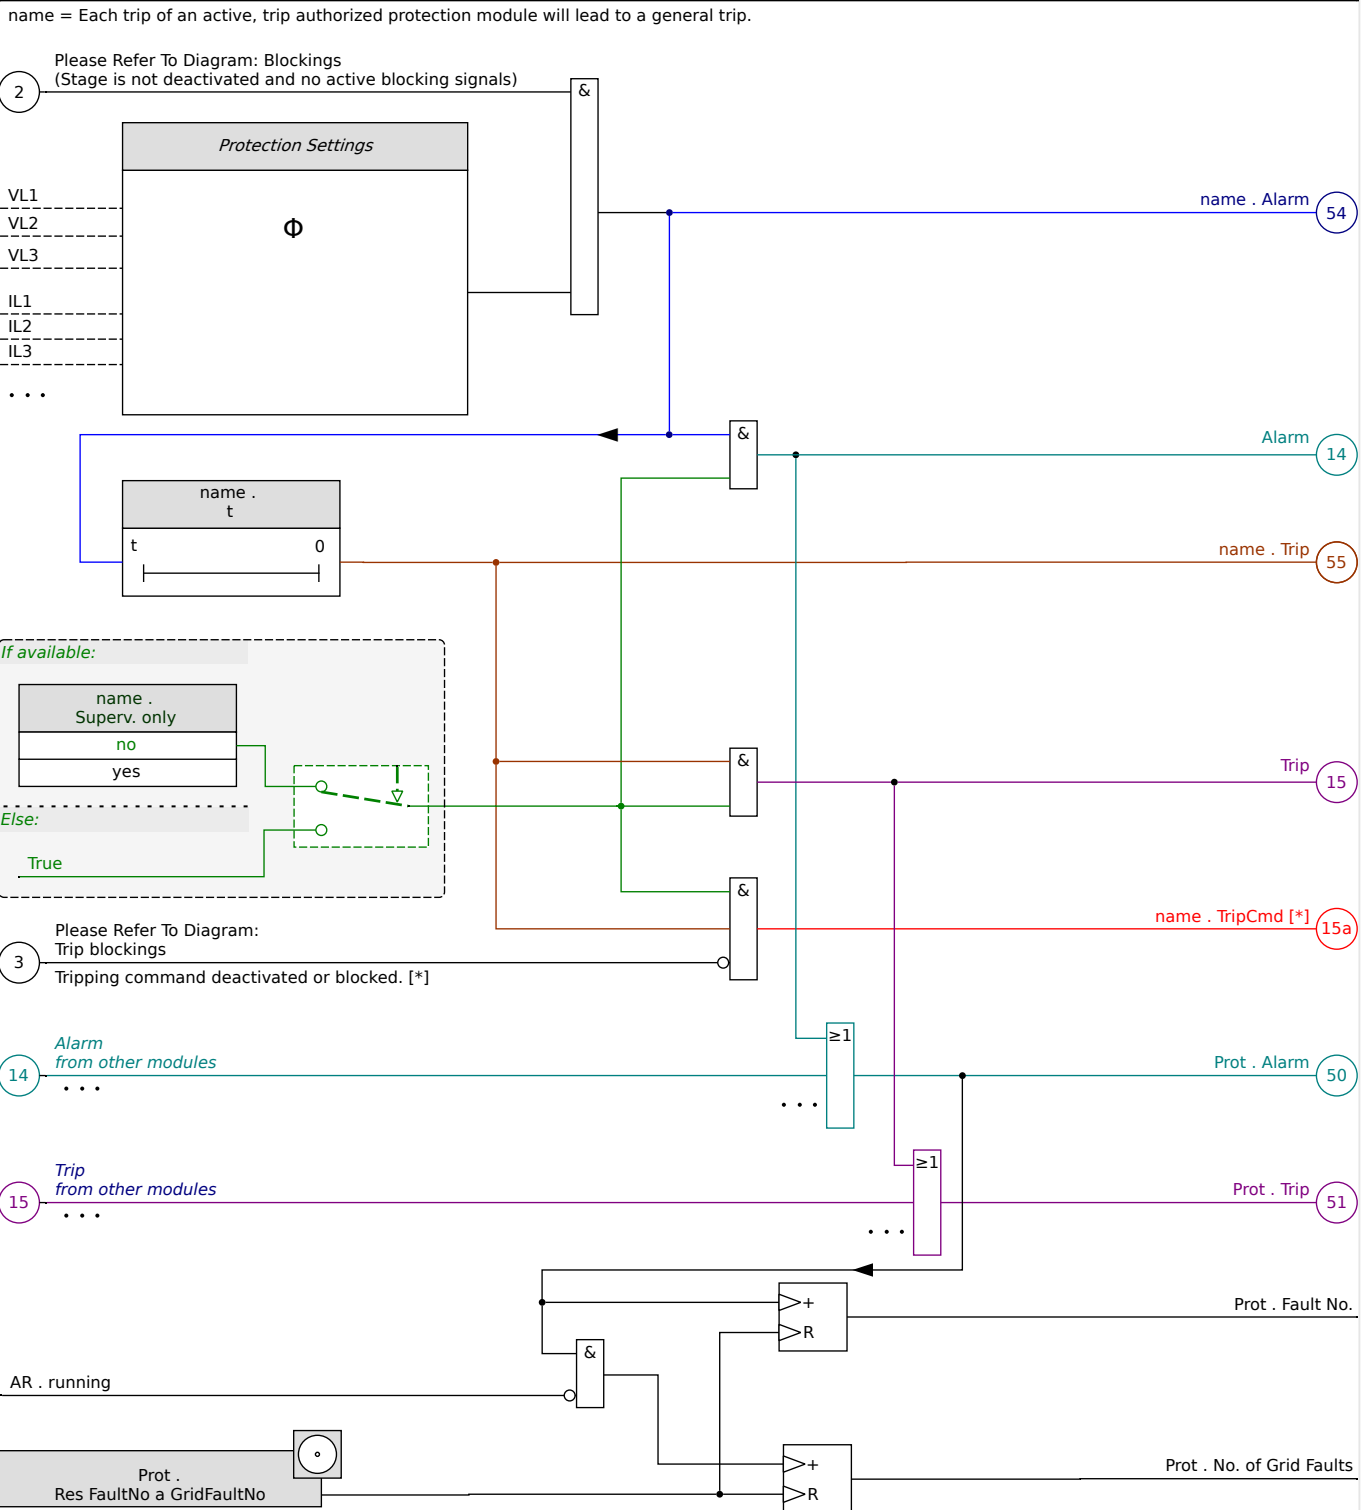 name = Each trip of an active, trip authorized protection module will lead to a general trip.
Please Refer To Diagram: Blockings
(Stage is not deactivated and no active blocking signals)
2
&
Protection Settings
Φ
VL1
VL2
VL3
IL1
IL2
IL3
. . .
name . Alarm
54
&
Alarm
14
name .
t
t
0
name . Trip
55
If available:
name .
Superv. only
no
yes
Else:
True
&
Trip
15
&
name . TripCmd [*]
15a
Please Refer To Diagram:
Trip blockings
3
Tripping command deactivated or blocked. [*]
≥1
Alarm
from other modules
14
. . .
. . .
Prot . Alarm
50
≥1
Trip
from other modules
15
. . .
. . .
Prot . Trip
51
+
R
Prot . Fault No.
&
AR . running
Prot .
Res FaultNo a GridFaultNo
+
R
Prot . No. of Grid Faults